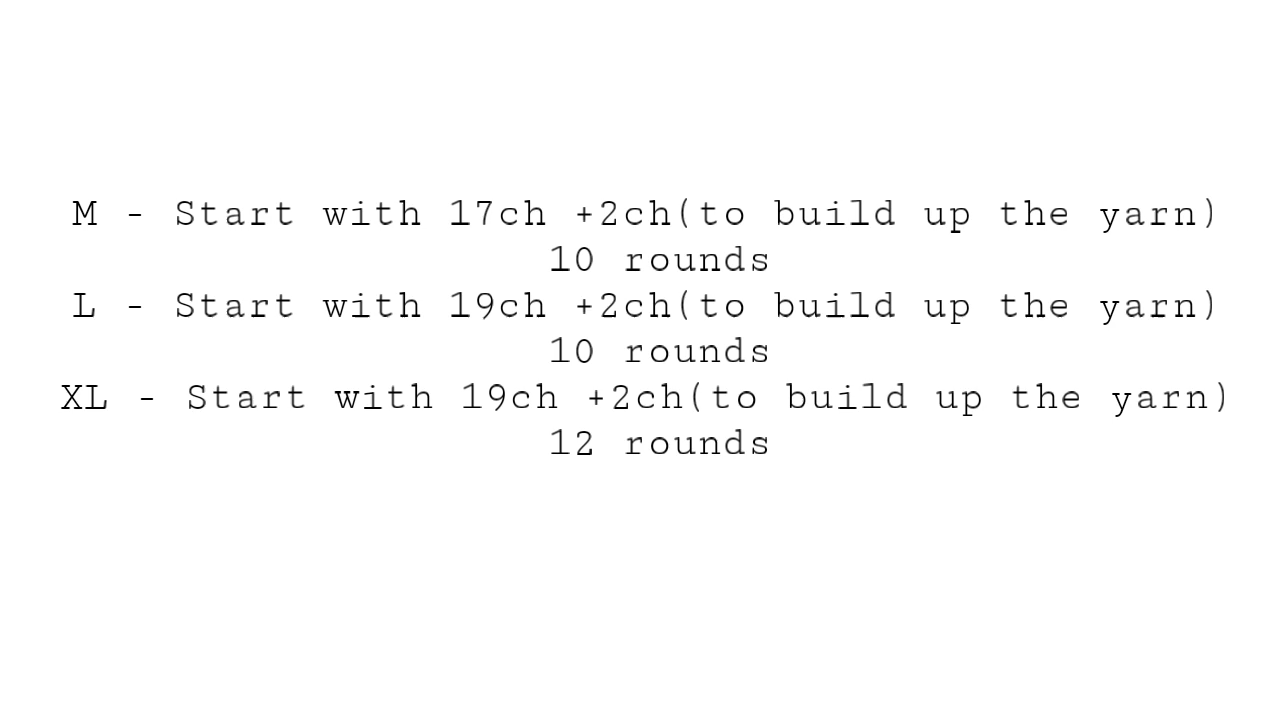 M - Start with 17ch +2ch(to build up the yarn)
10 rounds
L - Start with 19ch +2ch(to build up the yarn)
10 rounds
XL - Start with 19ch +2ch(to build up the yarn)
12 rounds